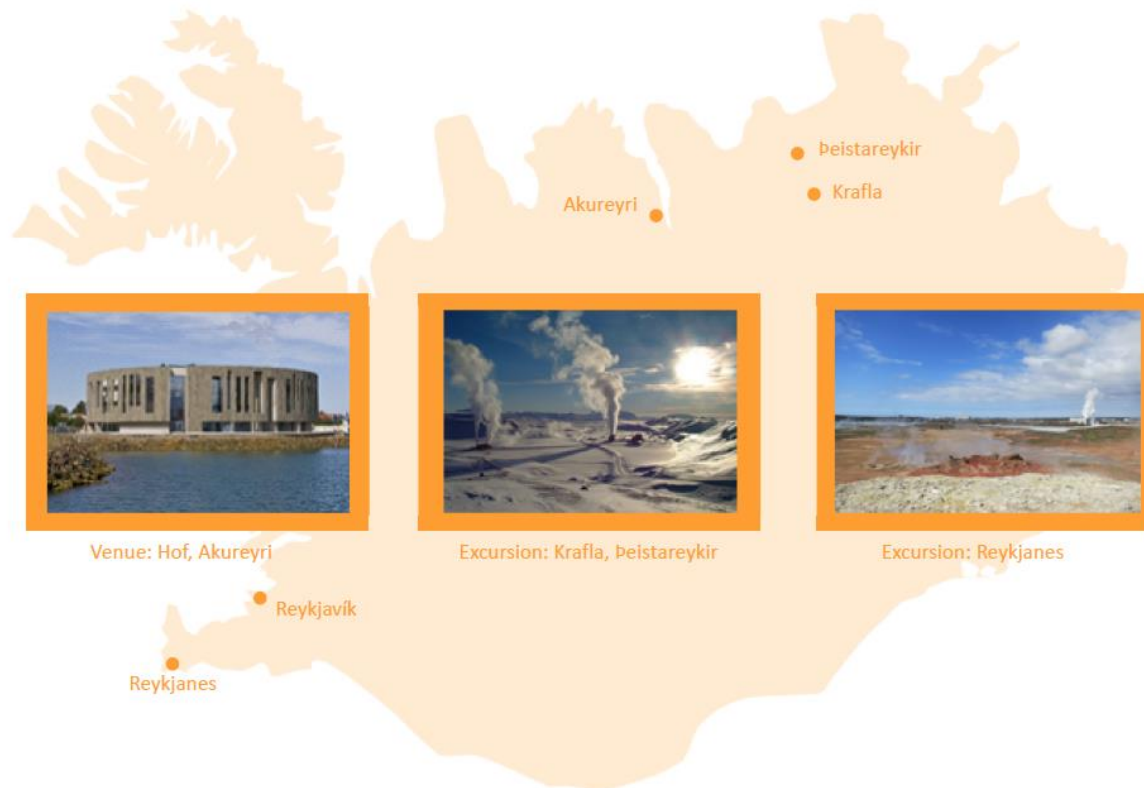 Þeistareykir
Krafla
Akureyri
Venue: Hof, Akureyri
Excursion: Krafla, Þeistareykir
Excursion: Reykjanes
Reykjavík
Reykjanes